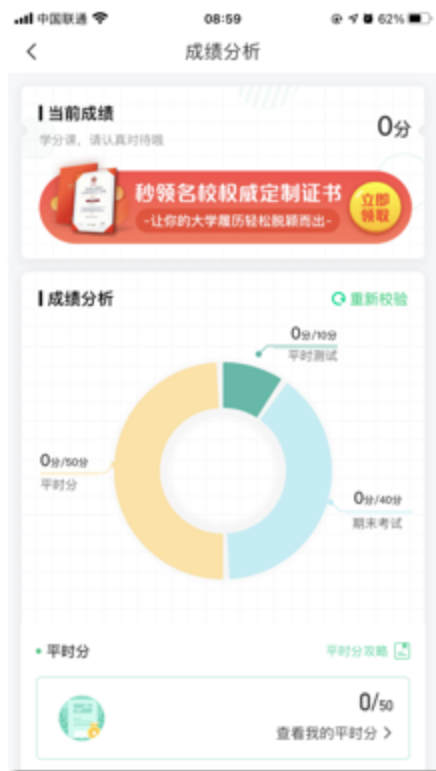 中国联通 08:59 62%
成绩分析
当前成绩
0分
学分课，请认真对待哦
秒领名校权威定制证书
-让你的大学履历轻松脱颖而出-
立即
领取
成绩分析
重新校验
0分/10分
平时测试
0分/50分
平时分
0分/40分
期末考试
平时分
平时分攻略
0/50
查看我的平时分